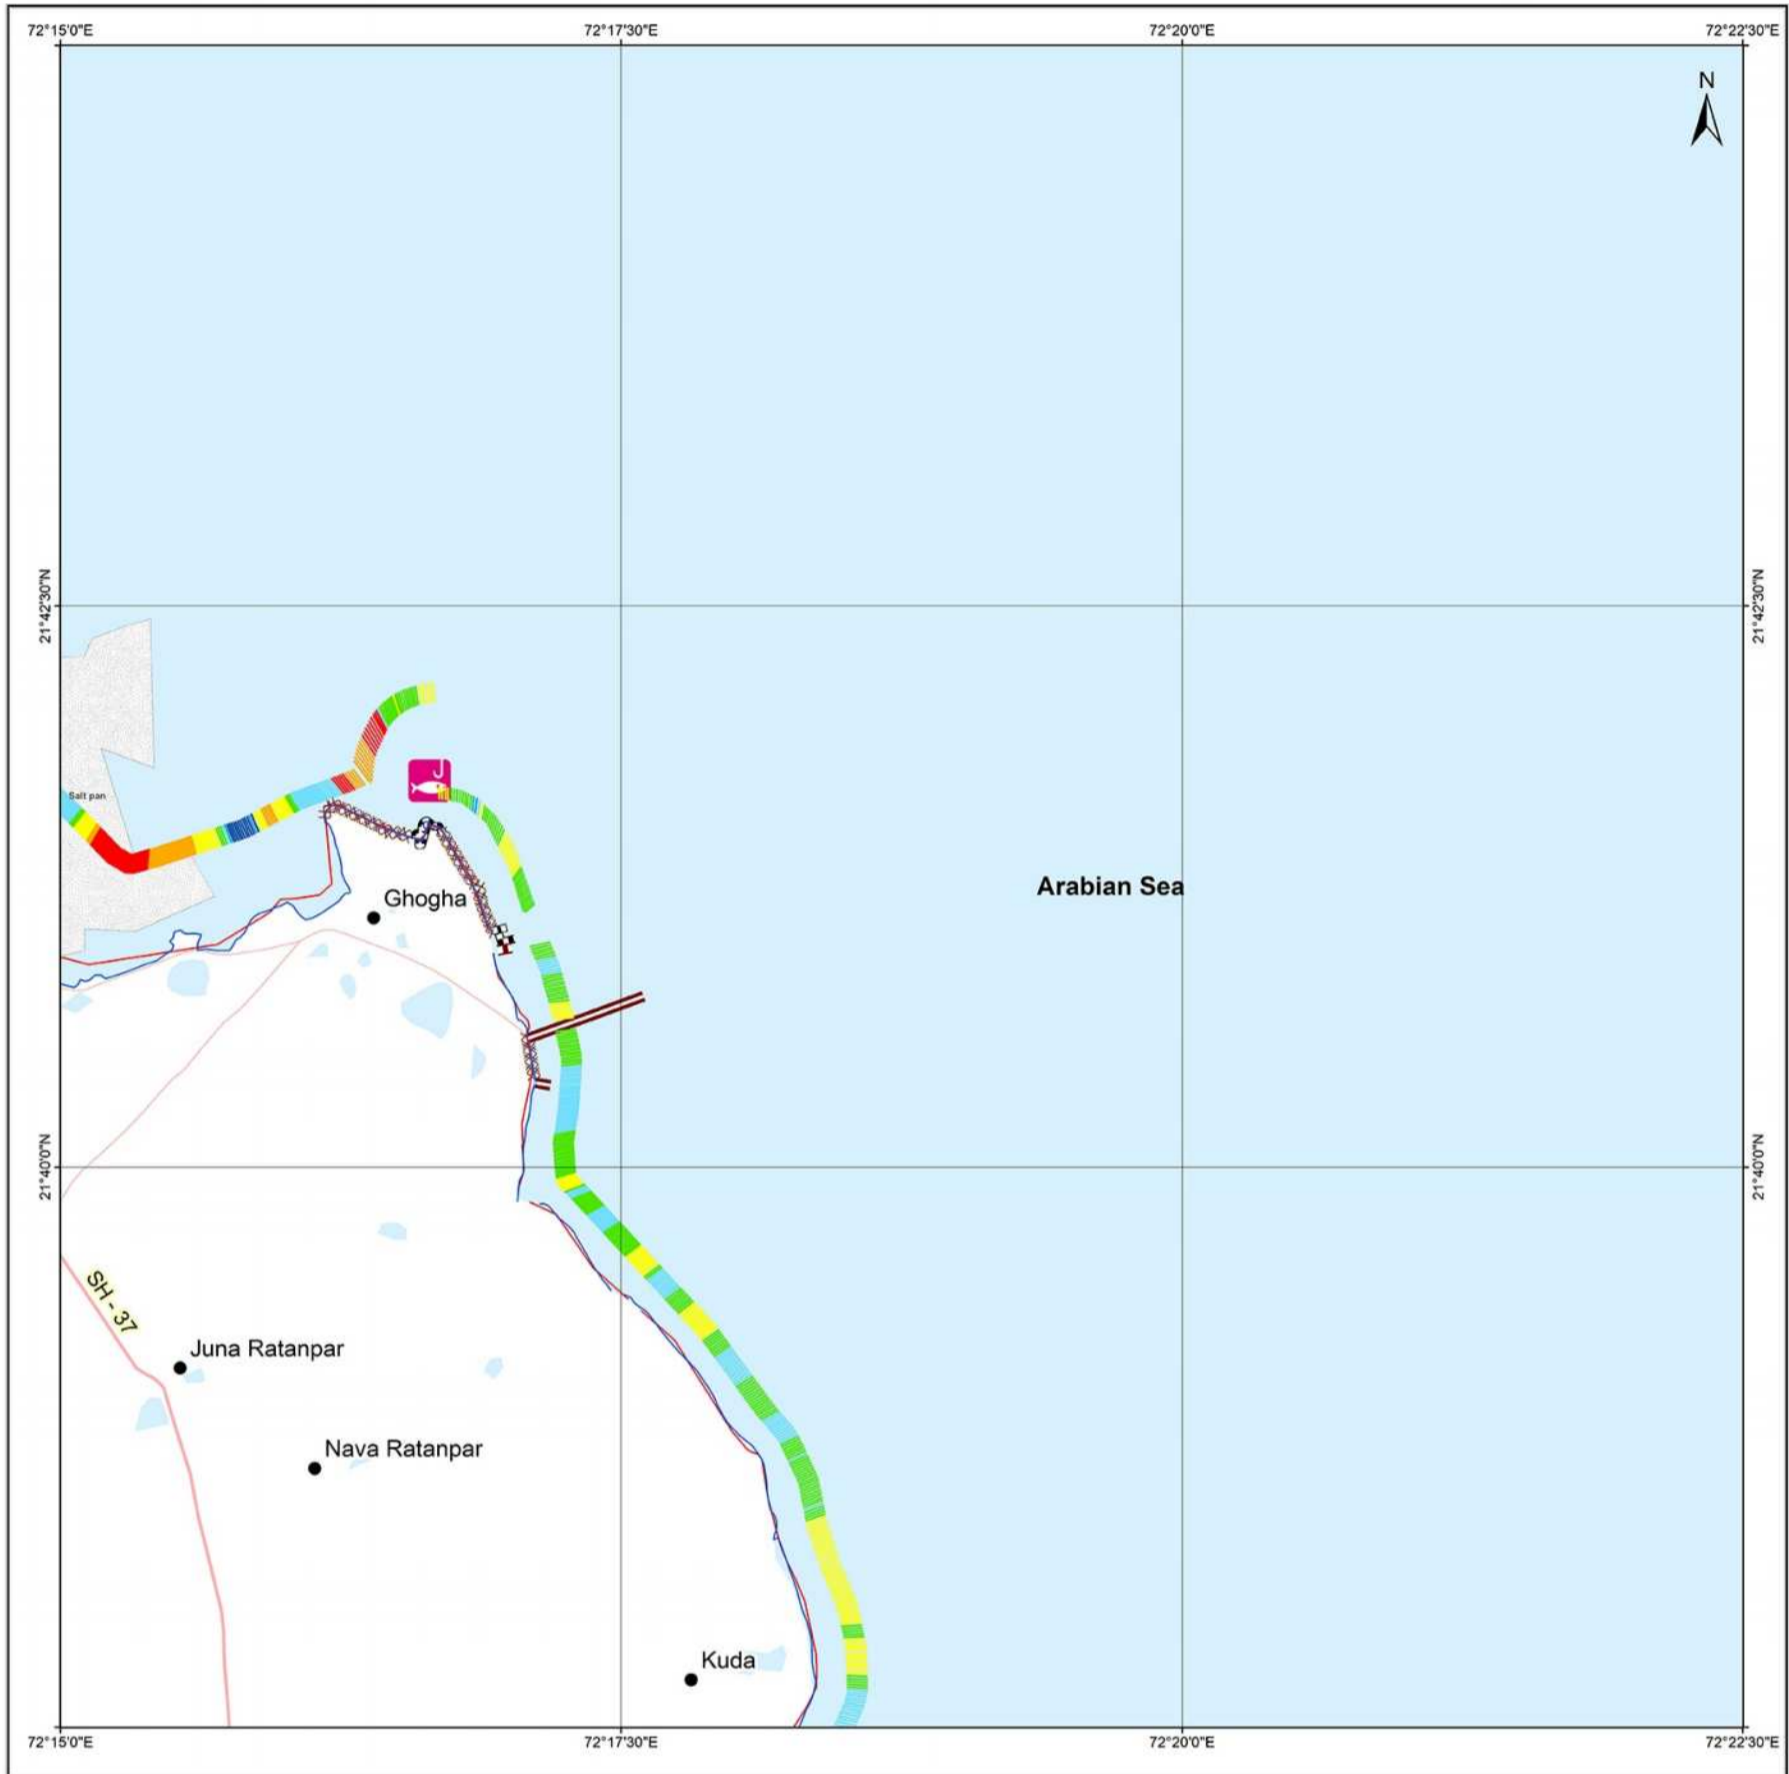 72°15'0"E 72°17'30"E 72°20'0"E 72°22'30"E
N
21°42'30"N 21°42'30"N
Salt pan
Arabian Sea
Ghogha
21°40'0"N 21°40'0"N
SH - 37
Juna Ratanpar
Nava Ratanpar
Kuda
72°15'0"E 72°17'30"E 72°20'0"E 72°22'30"E